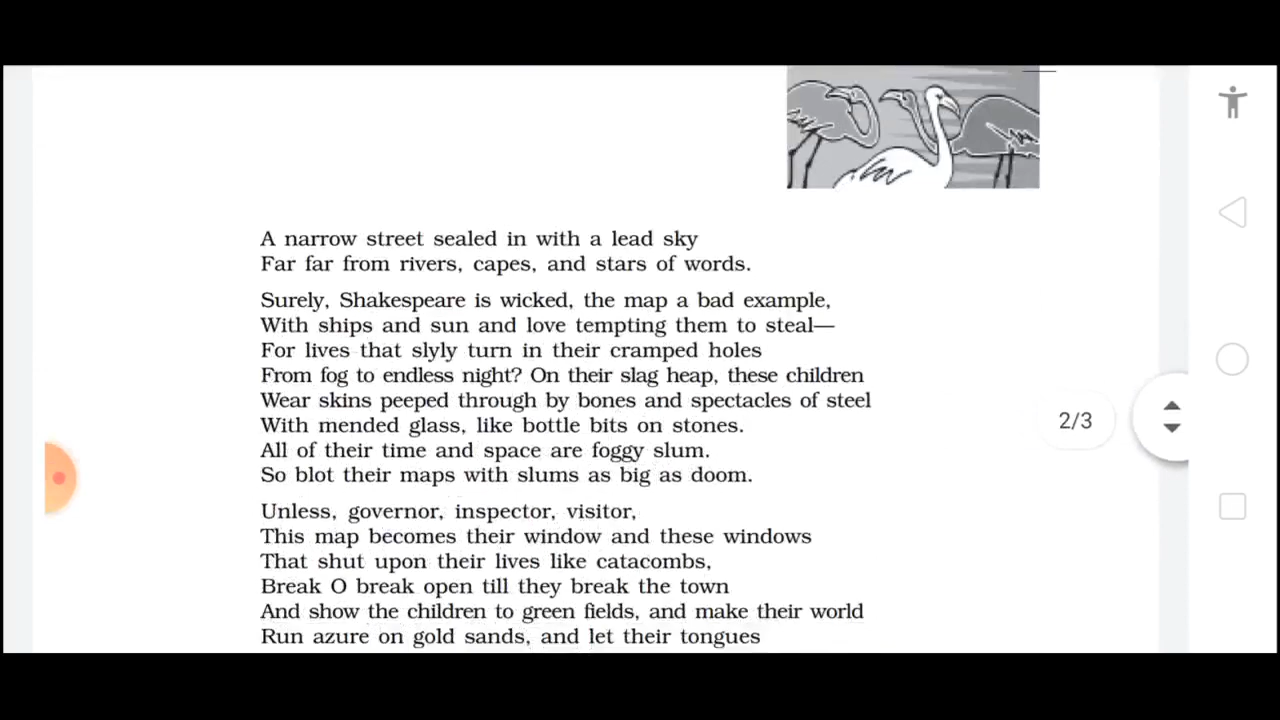 A narrow street sealed in with a lead sky
Far far from rivers, capes, and stars of words.
Surely, Shakespeare is wicked, the map a bad example,
With ships and sun and love tempting them to steal—
For lives that slyly turn in their cramped holes
From fog to endless night? On their slag heap, these children
Wear skins peeped through by bones and spectacles of steel
With mended glass, like bottle bits on stones.
All of their time and space are foggy slum.
So blot their maps with slums as big as doom.
Unless, governor, inspector, visitor,
This map becomes their window and these windows
That shut upon their lives like catacombs,
Break O break open till they break the town
And show the children to green fields, and make their world
Run azure on gold sands, and let their tongues
2/3